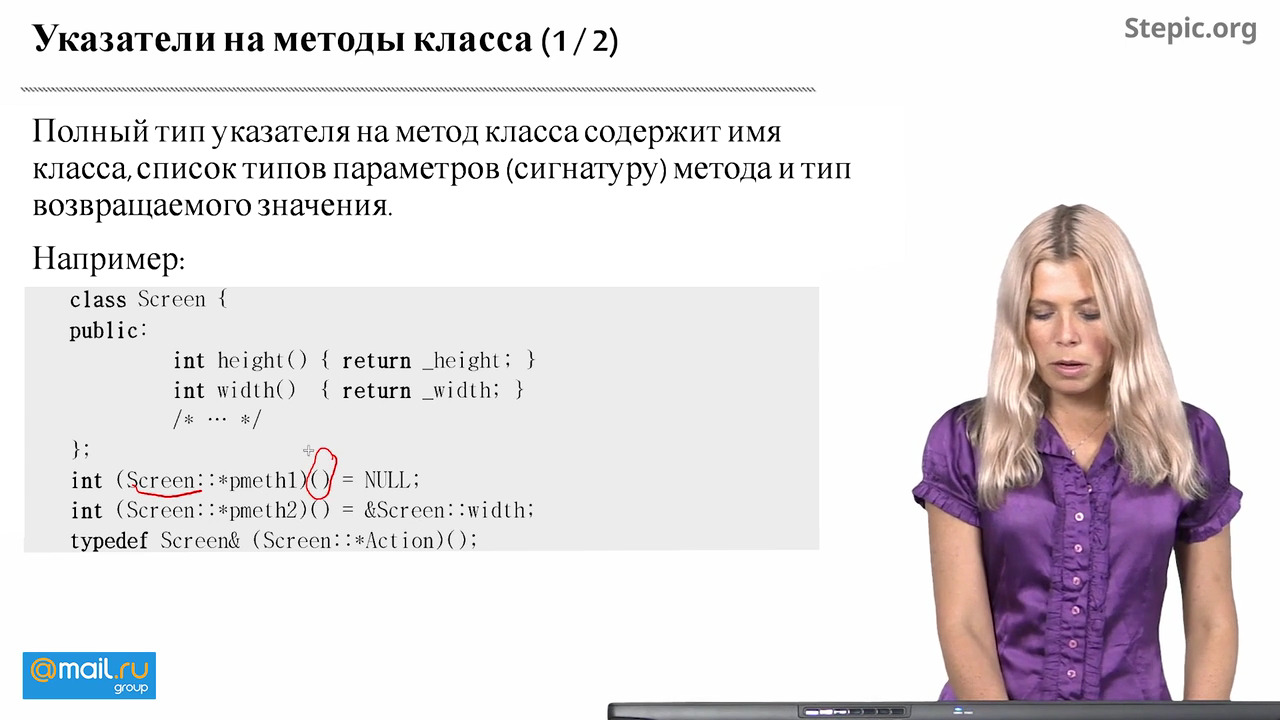 Указатели на методы класса (1 / 2)
Stepic.org
Полный тип указателя на метод класса содержит имя
класса, список типов параметров (сигнатуру) метода и тип
возвращаемого значения.
Например:
class Screen {
public:
int height() { return _height; }
int width() { return _width; }
/* … */
};
int (Screen::*pmeth1)() = NULL;
int (Screen::*pmeth2)() = &Screen::width;
typedef Screen& (Screen::*Action)();
@mail.ru
group